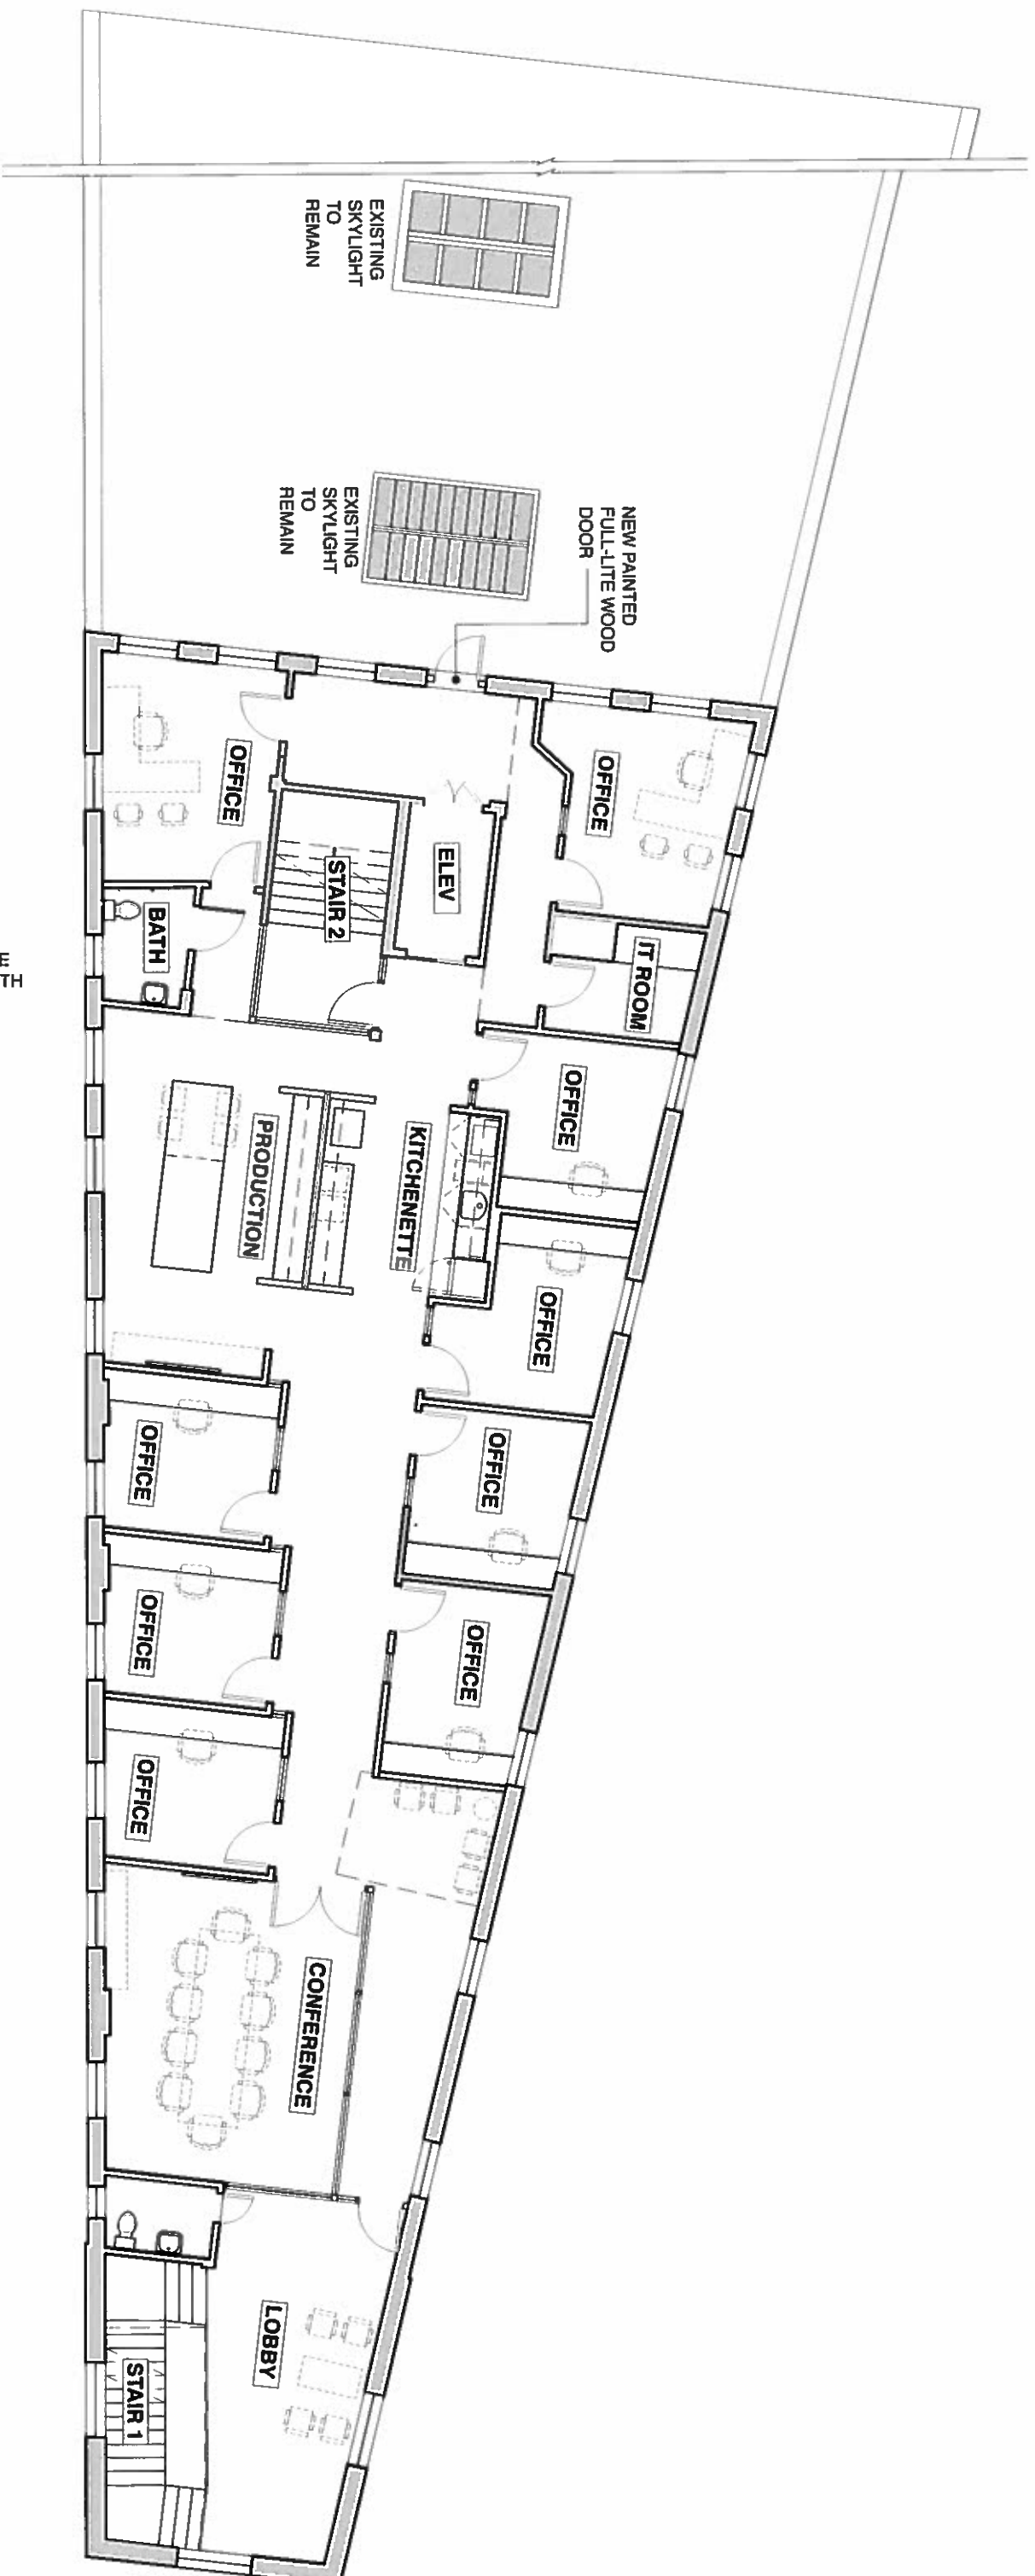 EXISTING
SKYLIGHT
TO
REMAIN
EXISTING
SKYLIGHT
TO
REMAIN
NEW PAINTED
FULL-LITE WOOD
DOOR
OFFICE
OFFICE
ELEV
STAIR 2
BATH
IT ROOM
E
TH
OFFICE
PRODUCTION
KITCHENETTE
OFFICE
OFFICE
OFFICE
OFFICE
OFFICE
OFFICE
CONFERENCE
LOBBY
STAIR 1